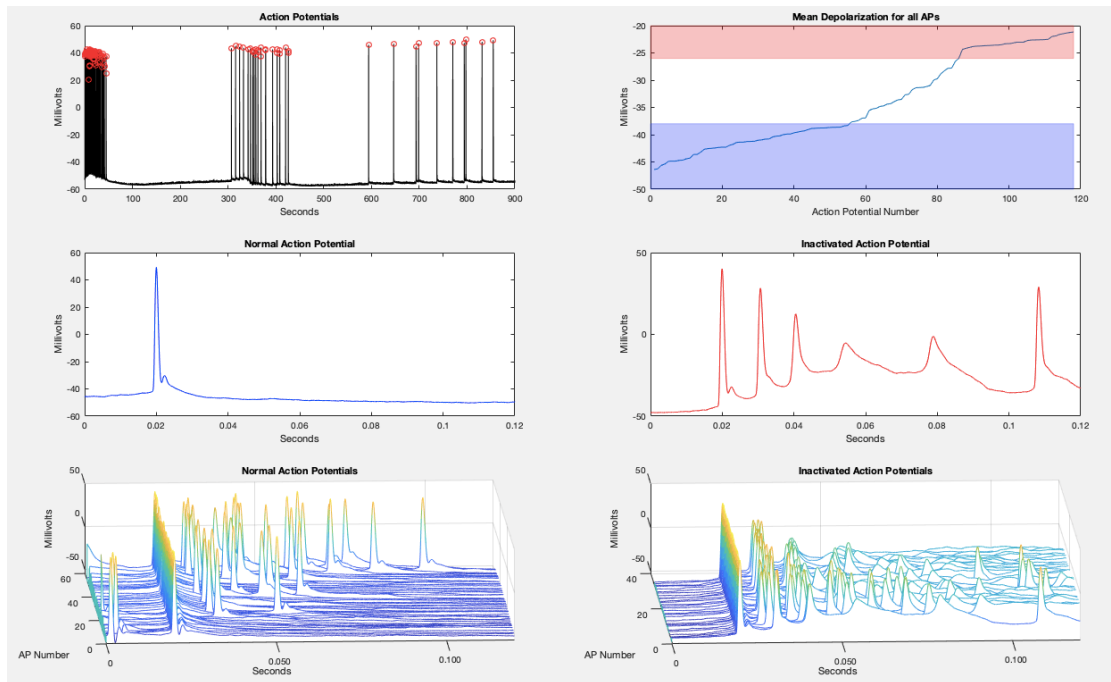 Action Potentials
60
40
20
0
-20
-40
-60
Millivolts
0 100 200 300 400 500 600 700 800 900
Seconds
Mean Depolarization for all APs
-20
-25
-30
-35
-40
-45
-50
Millivolts
0 20 40 60 80 100 120
Action Potential Number
Normal Action Potential
60
40
20
0
-20
-40
-60
Millivolts
0 0.02 0.04 0.06 0.08 0.1 0.12
Seconds
Inactivated Action Potential
50
0
-50
Millivolts
0 0.02 0.04 0.06 0.08 0.1 0.12
Seconds
Normal Action Potentials
50
0
-50
Millivolts
60
40
20
0
AP Number
0 0.050 0.100
Seconds
Inactivated Action Potentials
50
0
-50
Millivolts
40
20
0
AP Number
0 0.050 0.100
Seconds